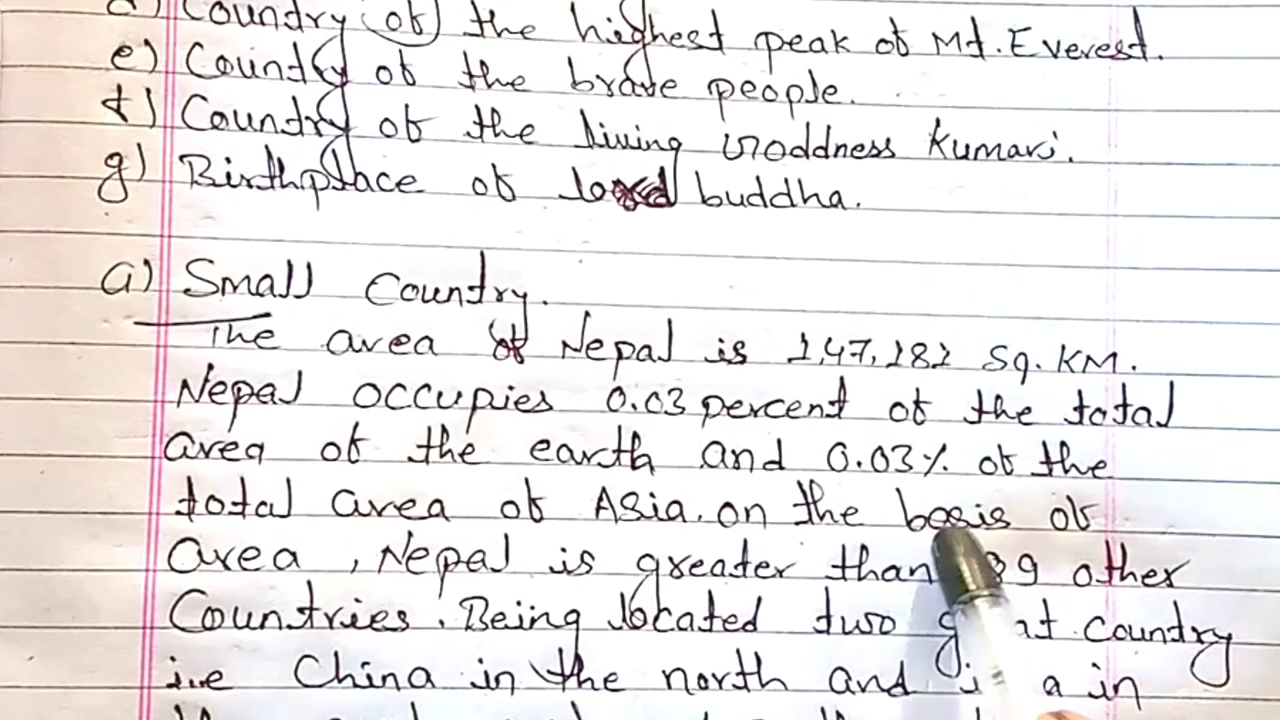 Country of the highest peak of Mt. Everest.
e) Country of the brave people.
f) Country of the living Goddness Kumari.
g) Birthplace of lord buddha.
a) Small Country.
The area of Nepal is 1,47,181 Sq. KM.
Nepal occupies 0.03 percent of the total
area of the earth and 0.03% of the
total area of Asia. on the basis of
area, Nepal is greater than other
Countries. Being located two country
i.e China in the north and in